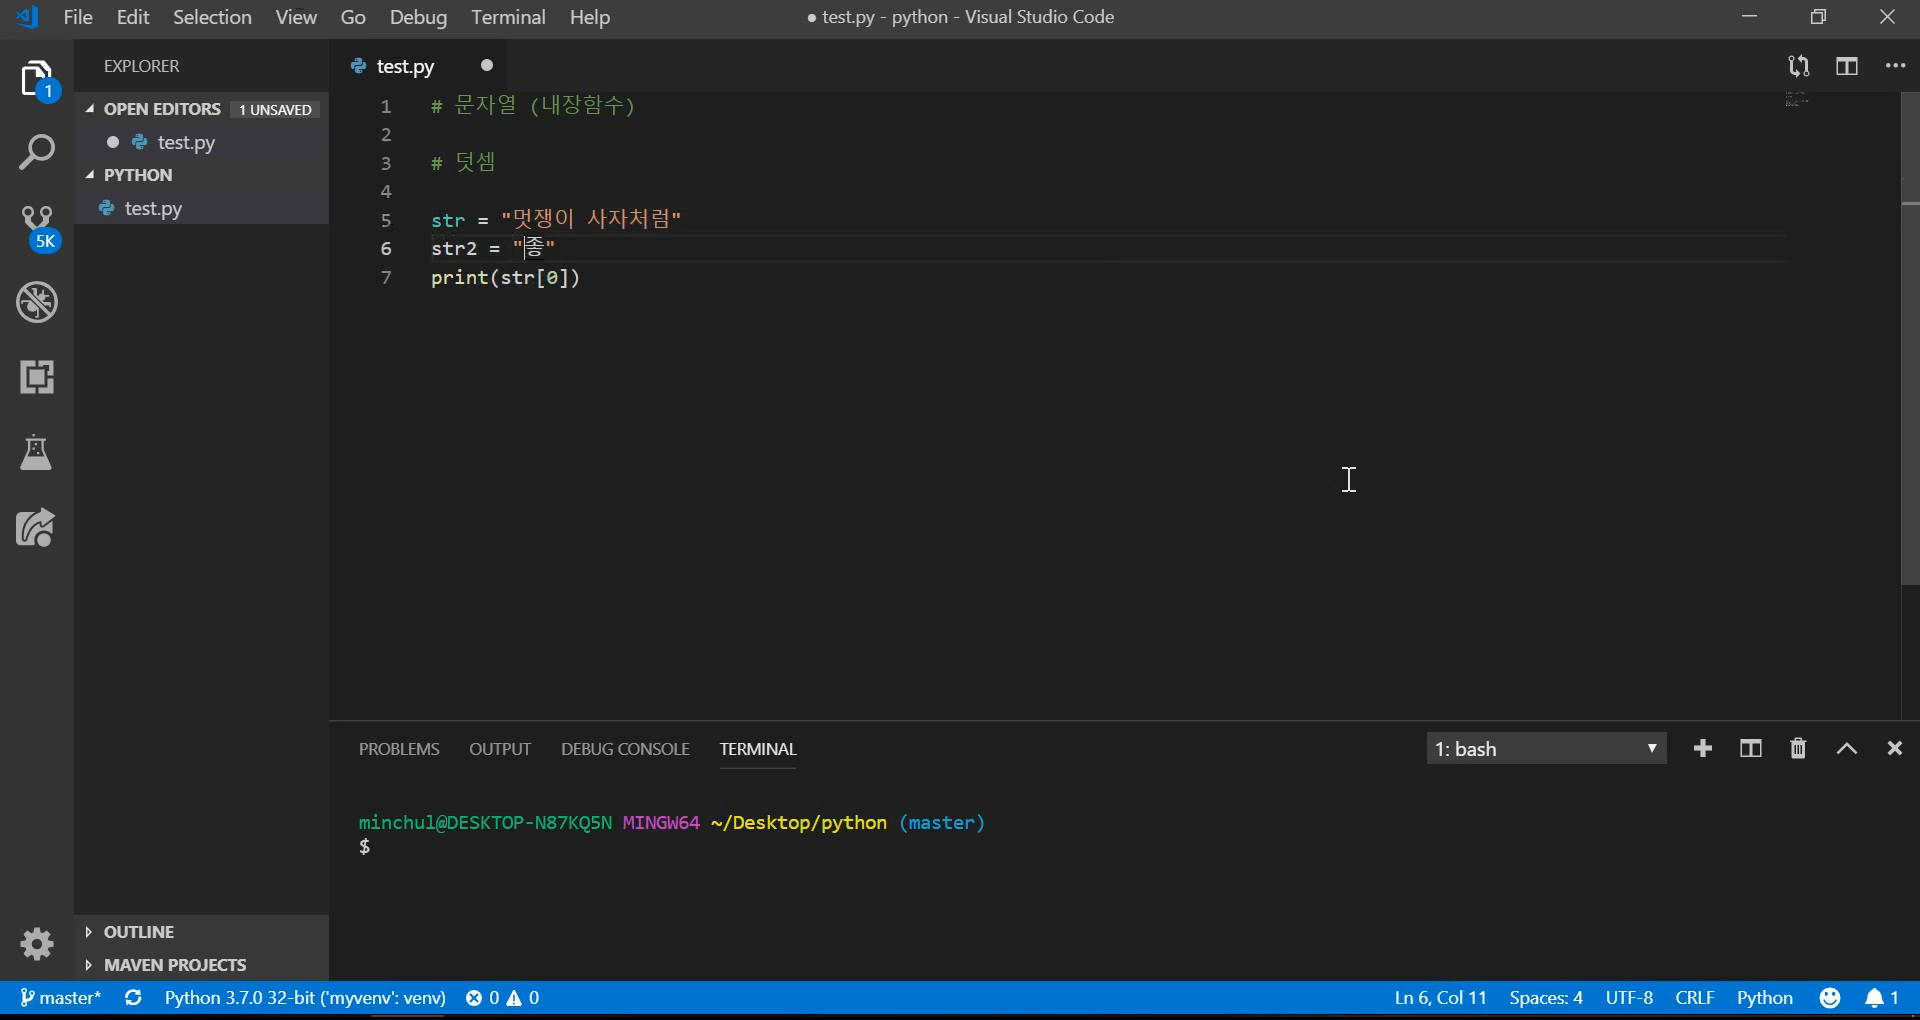 File Edit Selection View Go Debug Terminal Help
● test.py - python - Visual Studio Code
EXPLORER
OPEN EDITORS 1 UNSAVED
test.py
PYTHON
test.py
OUTLINE
MAVEN PROJECTS
1
5K
test.py
1 # 문자열 (내장함수)
2
3 # 덧셈
4
5 str = "멋쟁이 사자처럼"
6 str2 = "좋"
7 print(str[0])
PROBLEMS OUTPUT DEBUG CONSOLE TERMINAL
1: bash
minchul@DESKTOP-N87KQ5N MINGW64 ~/Desktop/python (master)
$
master* Python 3.7.0 32-bit ('myvenv': venv) 0 0
Ln 6, Col 11 Spaces: 4 UTF-8 CRLF Python 1